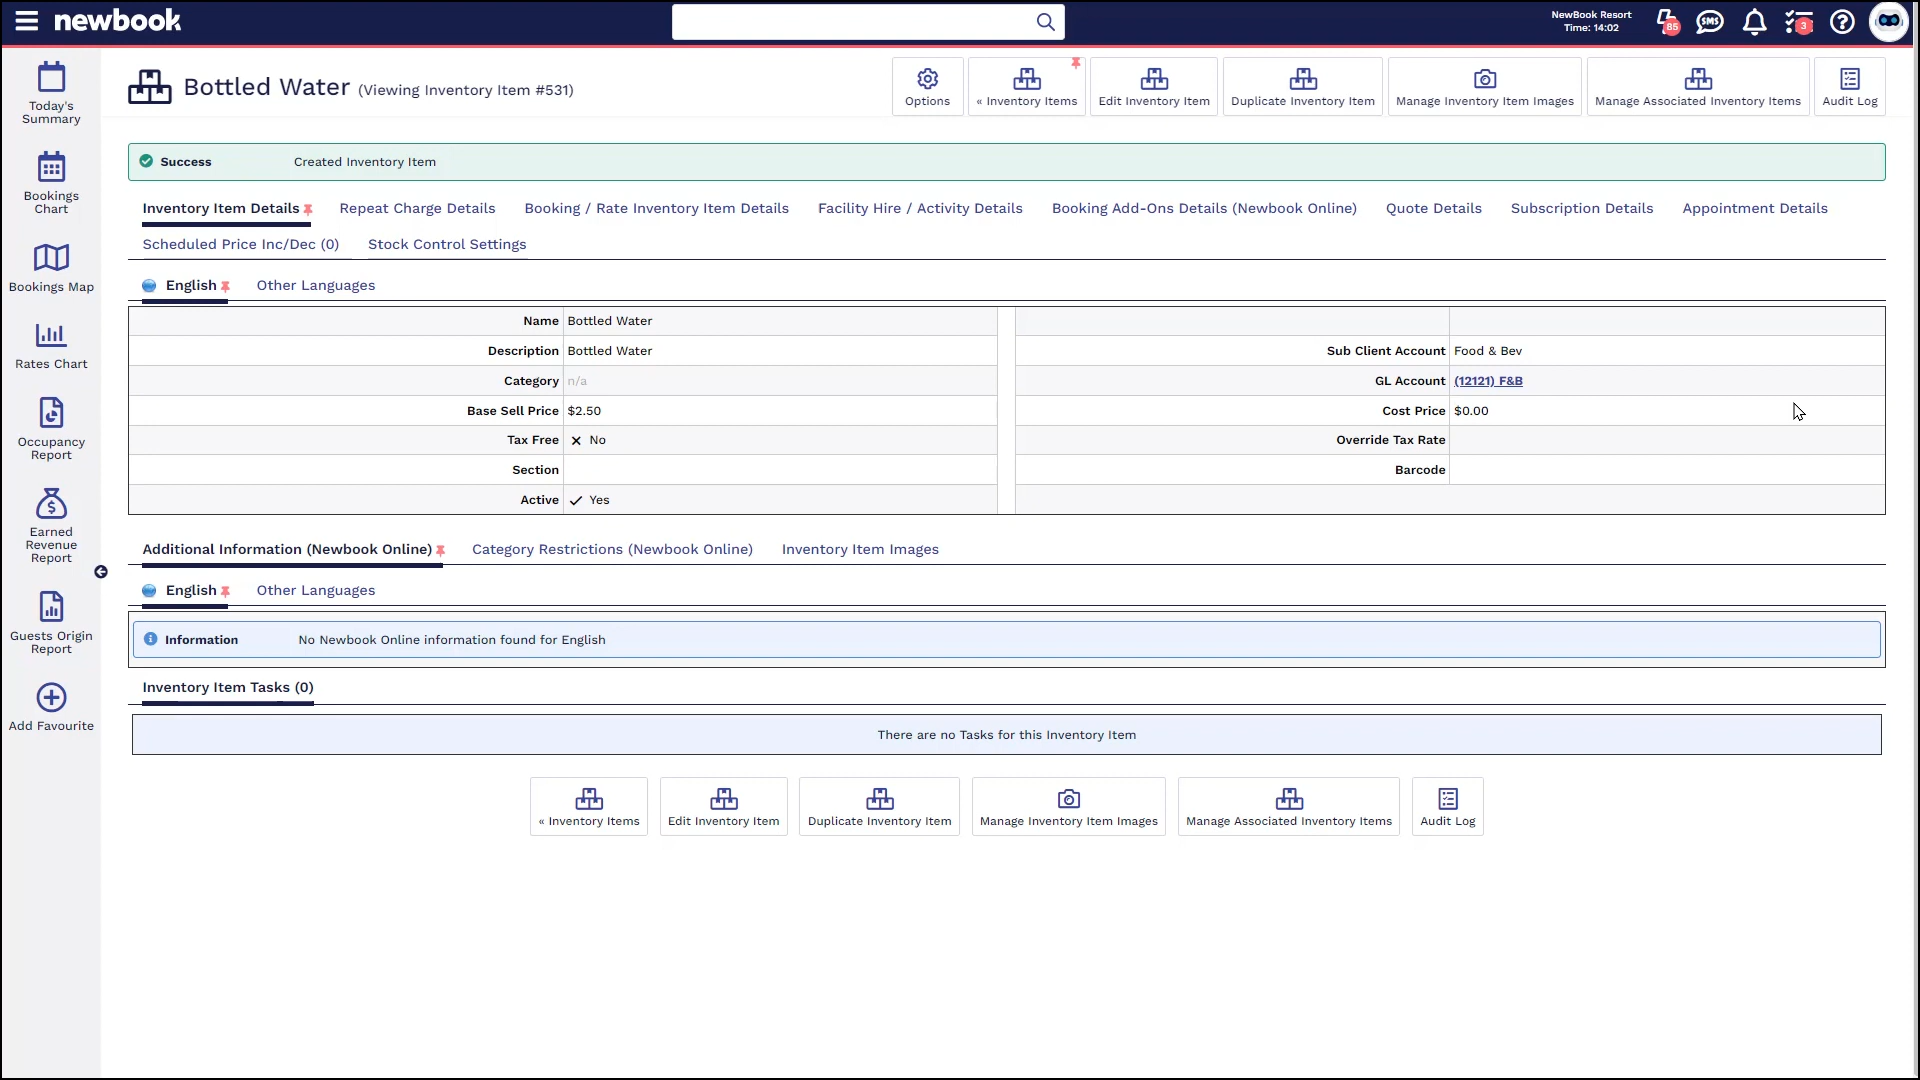 newbook
NewBook Resort
Time: 14:02
85
SMS
3
Today's
Summary
Bookings
Chart
Bookings Map
Rates Chart
Occupancy
Report
Earned
Revenue
Report
Guests Origin
Report
Add Favourite
Bottled Water (Viewing Inventory Item #531)
Options
« Inventory Items
Edit Inventory Item
Duplicate Inventory Item
Manage Inventory Item Images
Manage Associated Inventory Items
Audit Log
Success Created Inventory Item
Inventory Item Details Repeat Charge Details Booking / Rate Inventory Item Details Facility Hire / Activity Details Booking Add-Ons Details (Newbook Online) Quote Details Subscription Details Appointment Details
Scheduled Price Inc/Dec (0) Stock Control Settings
English Other Languages
Name Bottled Water
Description Bottled Water Sub Client Account Food & Bev
Category n/a GL Account (12121) F&B
Base Sell Price $2.50 Cost Price $0.00
Tax Free No Override Tax Rate
Section Barcode
Active Yes
Additional Information (Newbook Online) Category Restrictions (Newbook Online) Inventory Item Images
English Other Languages
Information No Newbook Online information found for English
Inventory Item Tasks (0)
There are no Tasks for this Inventory Item
« Inventory Items
Edit Inventory Item
Duplicate Inventory Item
Manage Inventory Item Images
Manage Associated Inventory Items
Audit Log